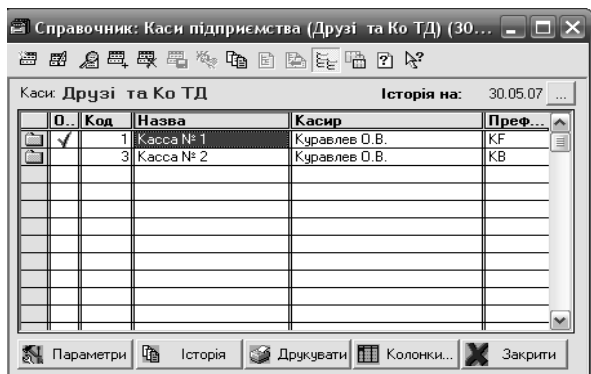 Справочник: Каси підприємства (Друзі та Ко ТД) (30...
Каси: Друзі та Ко ТД Історія на: 30.05.07 ...
О.. Код Назва Касир Преф...
1 Касса № 1 Куравлев О.В. KF
3 Касса № 2 Куравлев О.В. KB
Параметри Історія Друкувати Колонки... Закрити